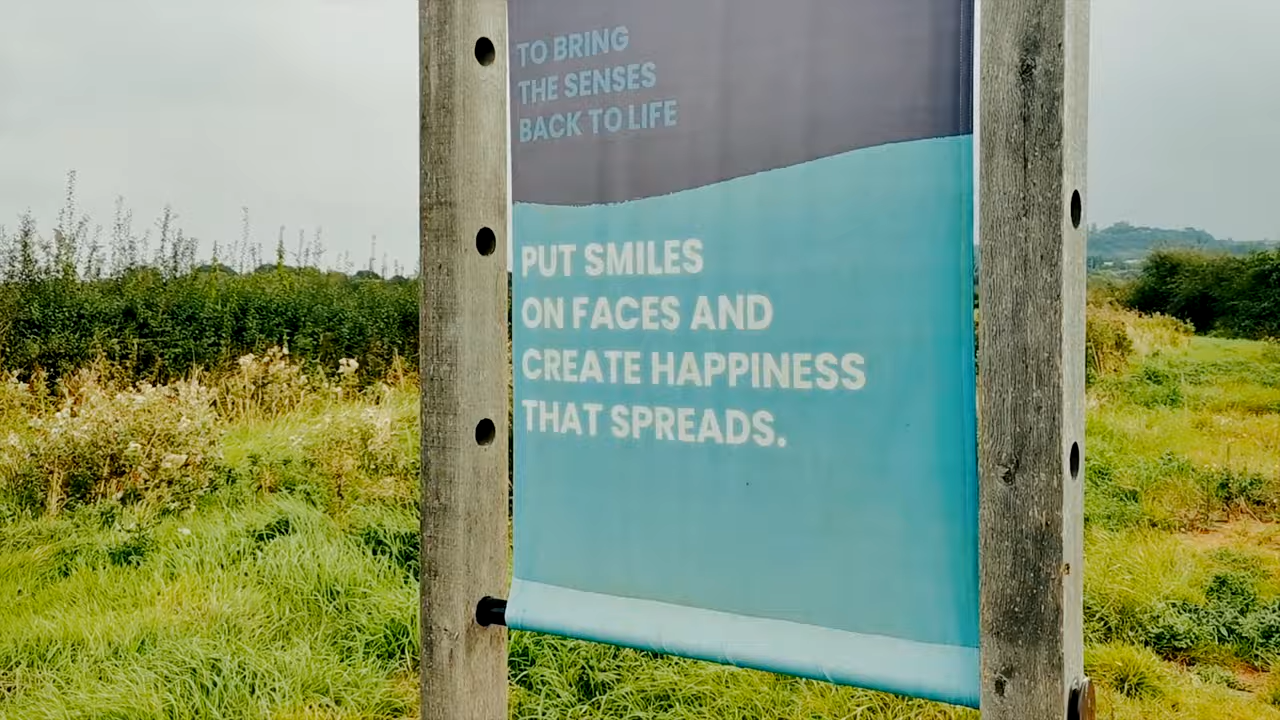 TO BRING
THE SENSES
BACK TO LIFE
PUT SMILES
ON FACES AND
CREATE HAPPINESS
THAT SPREADS.